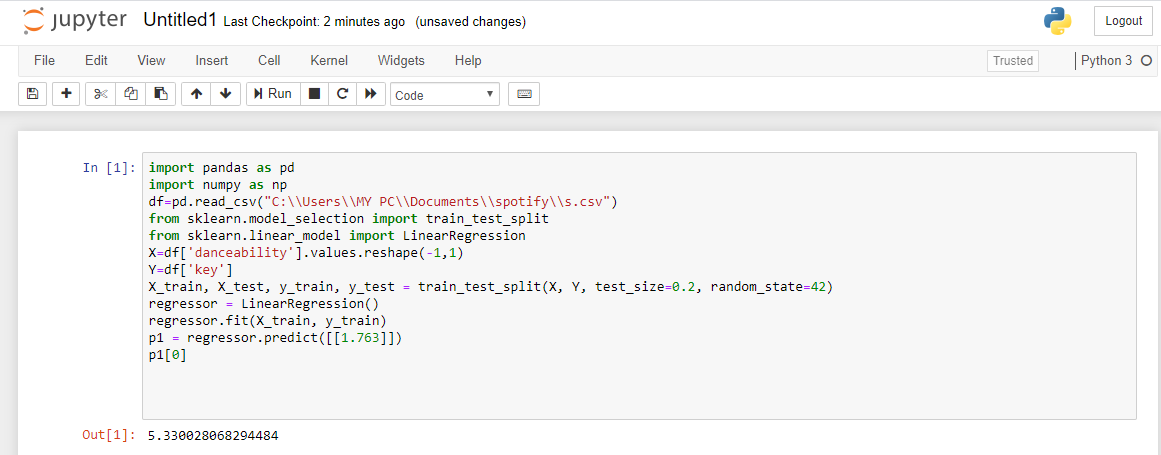 jupyter Untitled1 Last Checkpoint: 2 minutes ago (unsaved changes) Logout
File Edit View Insert Cell Kernel Widgets Help Trusted Python 3
Run Code
In [1]: import pandas as pd
import numpy as np
df=pd.read_csv("C:\\Users\\MY PC\\Documents\\spotify\\s.csv")
from sklearn.model_selection import train_test_split
from sklearn.linear_model import LinearRegression
X=df['danceability'].values.reshape(-1,1)
Y=df['key']
X_train, X_test, y_train, y_test = train_test_split(X, Y, test_size=0.2, random_state=42)
regressor = LinearRegression()
regressor.fit(X_train, y_train)
p1 = regressor.predict([[1.763]])
p1[0]
Out[1]: 5.330028068294484